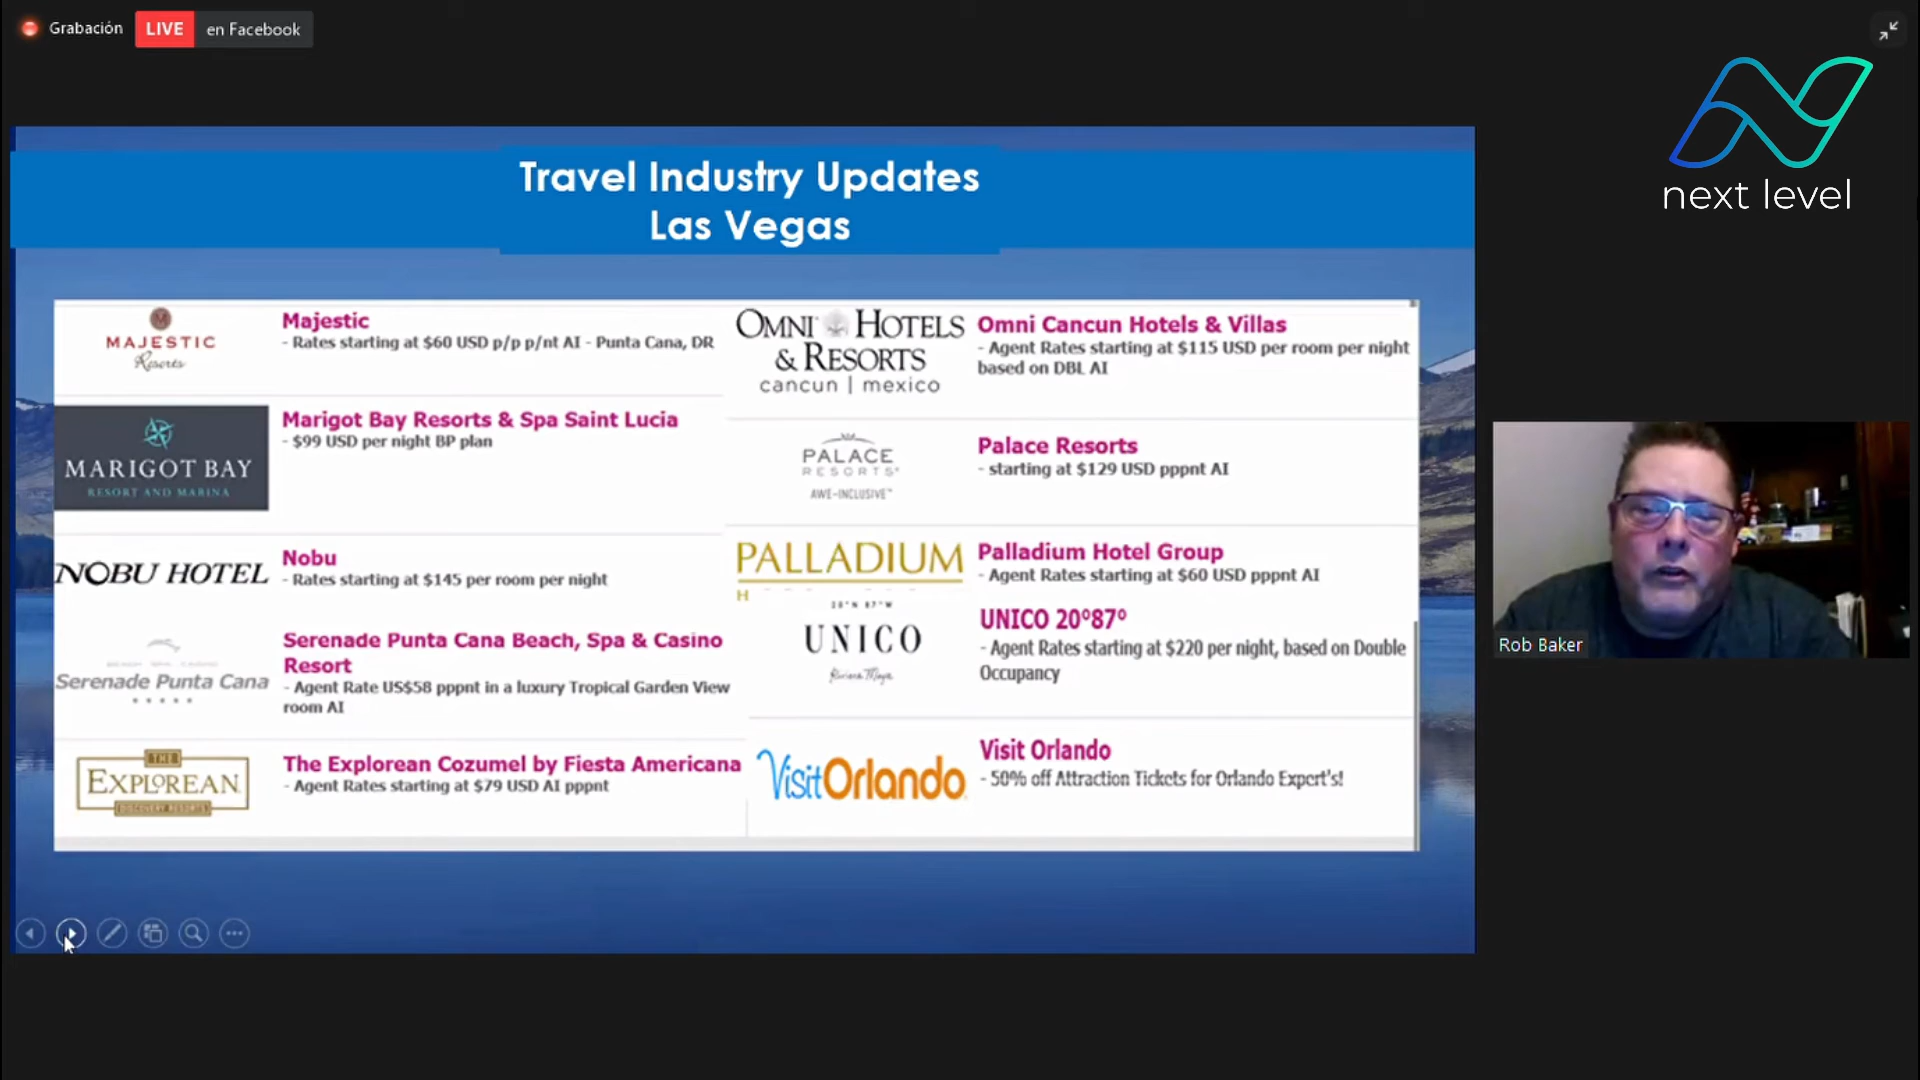 Grabación
LIVE
en Facebook
next level
Travel Industry Updates
Las Vegas
MAJESTIC
Resorts
Majestic
- Rates starting at $60 USD p/p p/nt AI - Punta Cana, DR
MARIGOT BAY
RESORT AND MARINA
Marigot Bay Resorts & Spa Saint Lucia
- $99 USD per night BP plan
NOBU HOTEL
Nobu
- Rates starting at $145 per room per night
Serenade Punta Cana
Serenade Punta Cana Beach, Spa & Casino
Resort
- Agent Rate US$58 pppnt in a luxury Tropical Garden View
room AI
THE
EXPLOREAN
DISCOVERY RESORTS
The Explorean Cozumel by Fiesta Americana
- Agent Rates starting at $79 USD AI pppnt
OMNI HOTELS
& RESORTS
cancun | mexico
Omni Cancun Hotels & Villas
- Agent Rates starting at $115 USD per room per night
based on DBL AI
PALACE
RESORTS
AWE-INCLUSIVE™
Palace Resorts
- starting at $129 USD pppnt AI
PALLADIUM
H
Palladium Hotel Group
- Agent Rates starting at $60 USD pppnt AI
20°N 87°W
UNICO
Riviera Maya
UNICO 20º87º
- Agent Rates starting at $220 per night, based on Double
Occupancy
VisitOrlando
Visit Orlando
- 50% off Attraction Tickets for Orlando Expert's!
Rob Baker